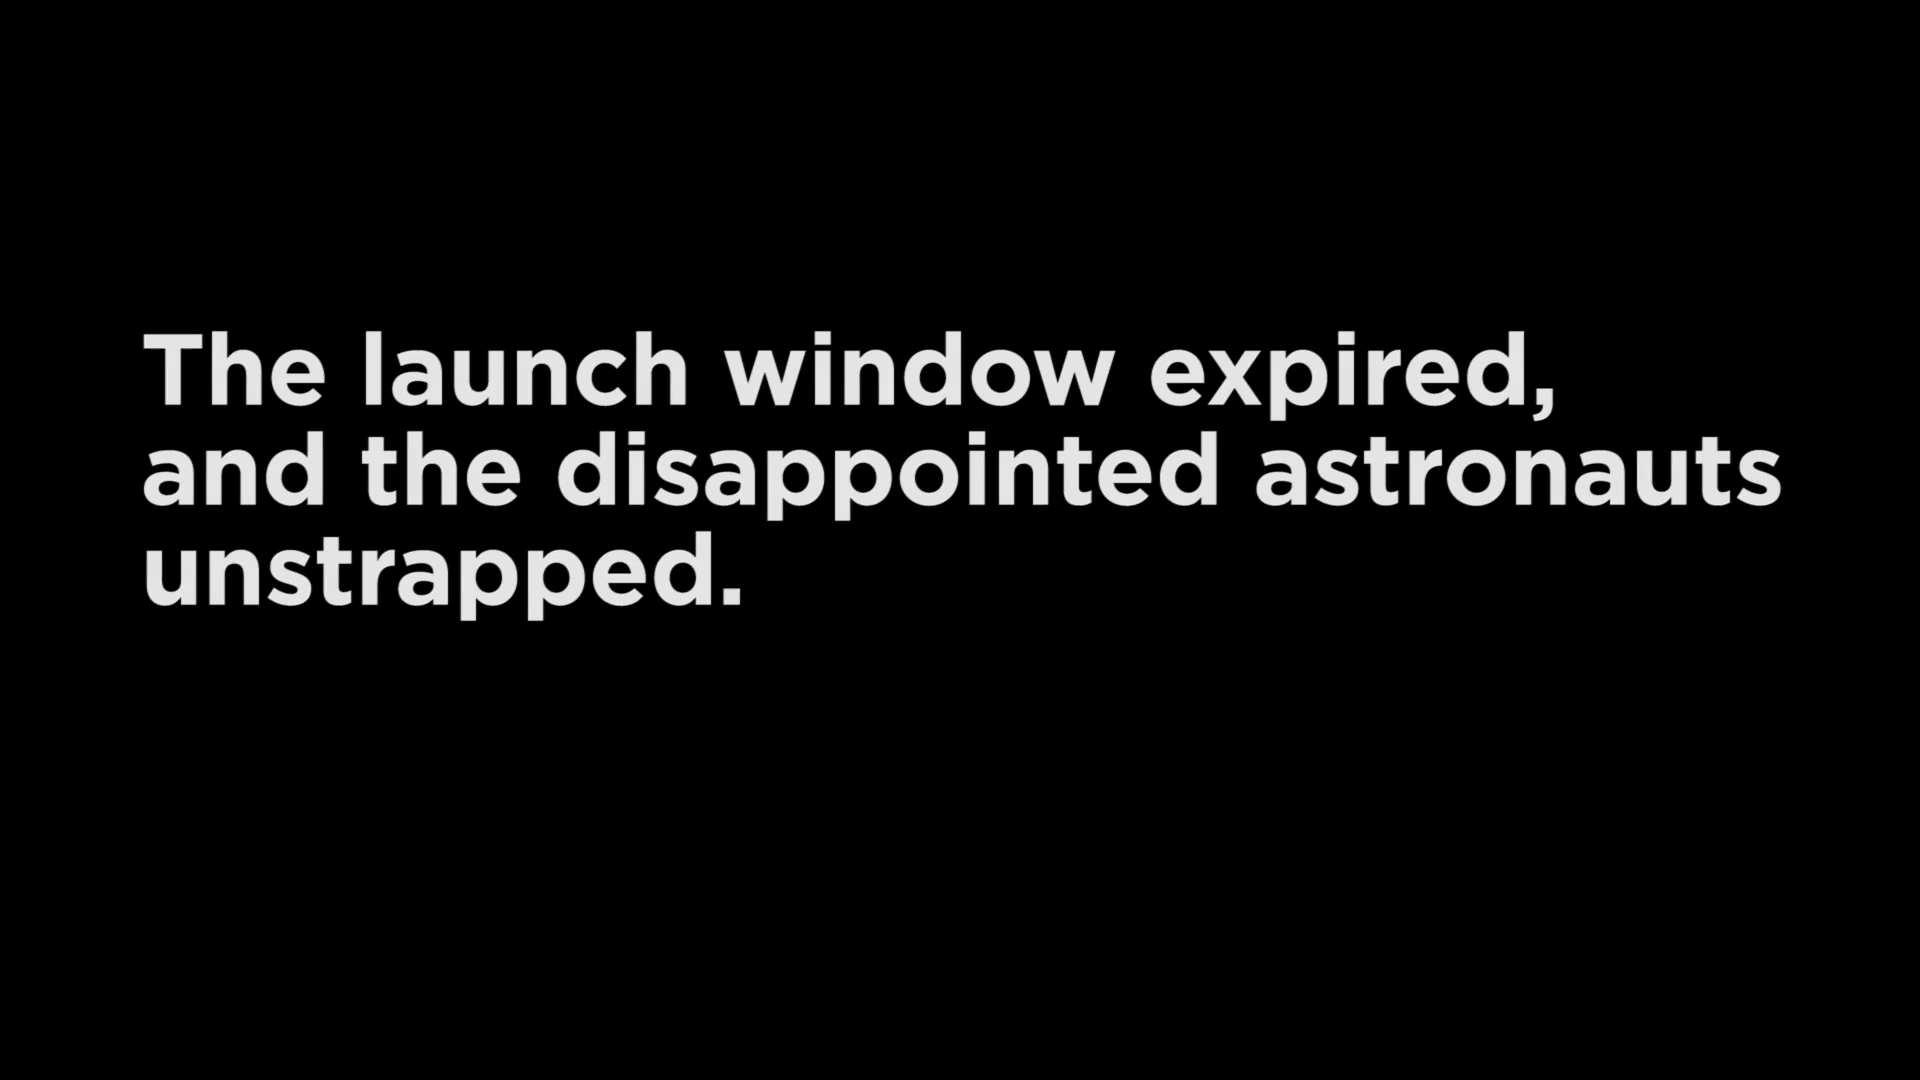 The launch window expired,
and the disappointed astronauts
unstrapped.